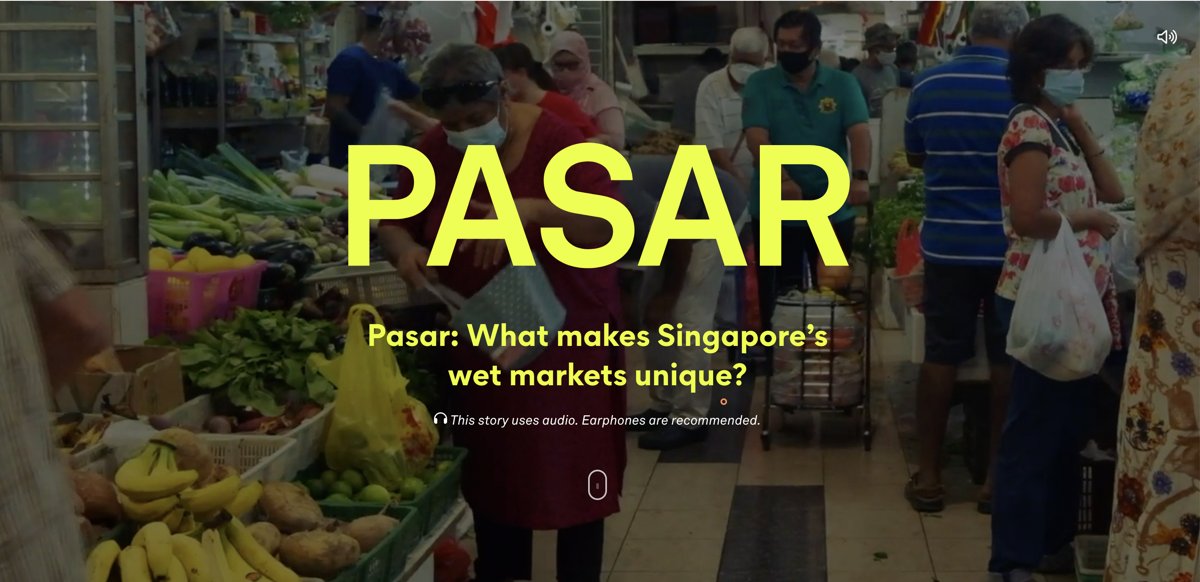 PASAR
Pasar: What makes Singapore’s
wet markets unique?
This story uses audio. Earphones are recommended.